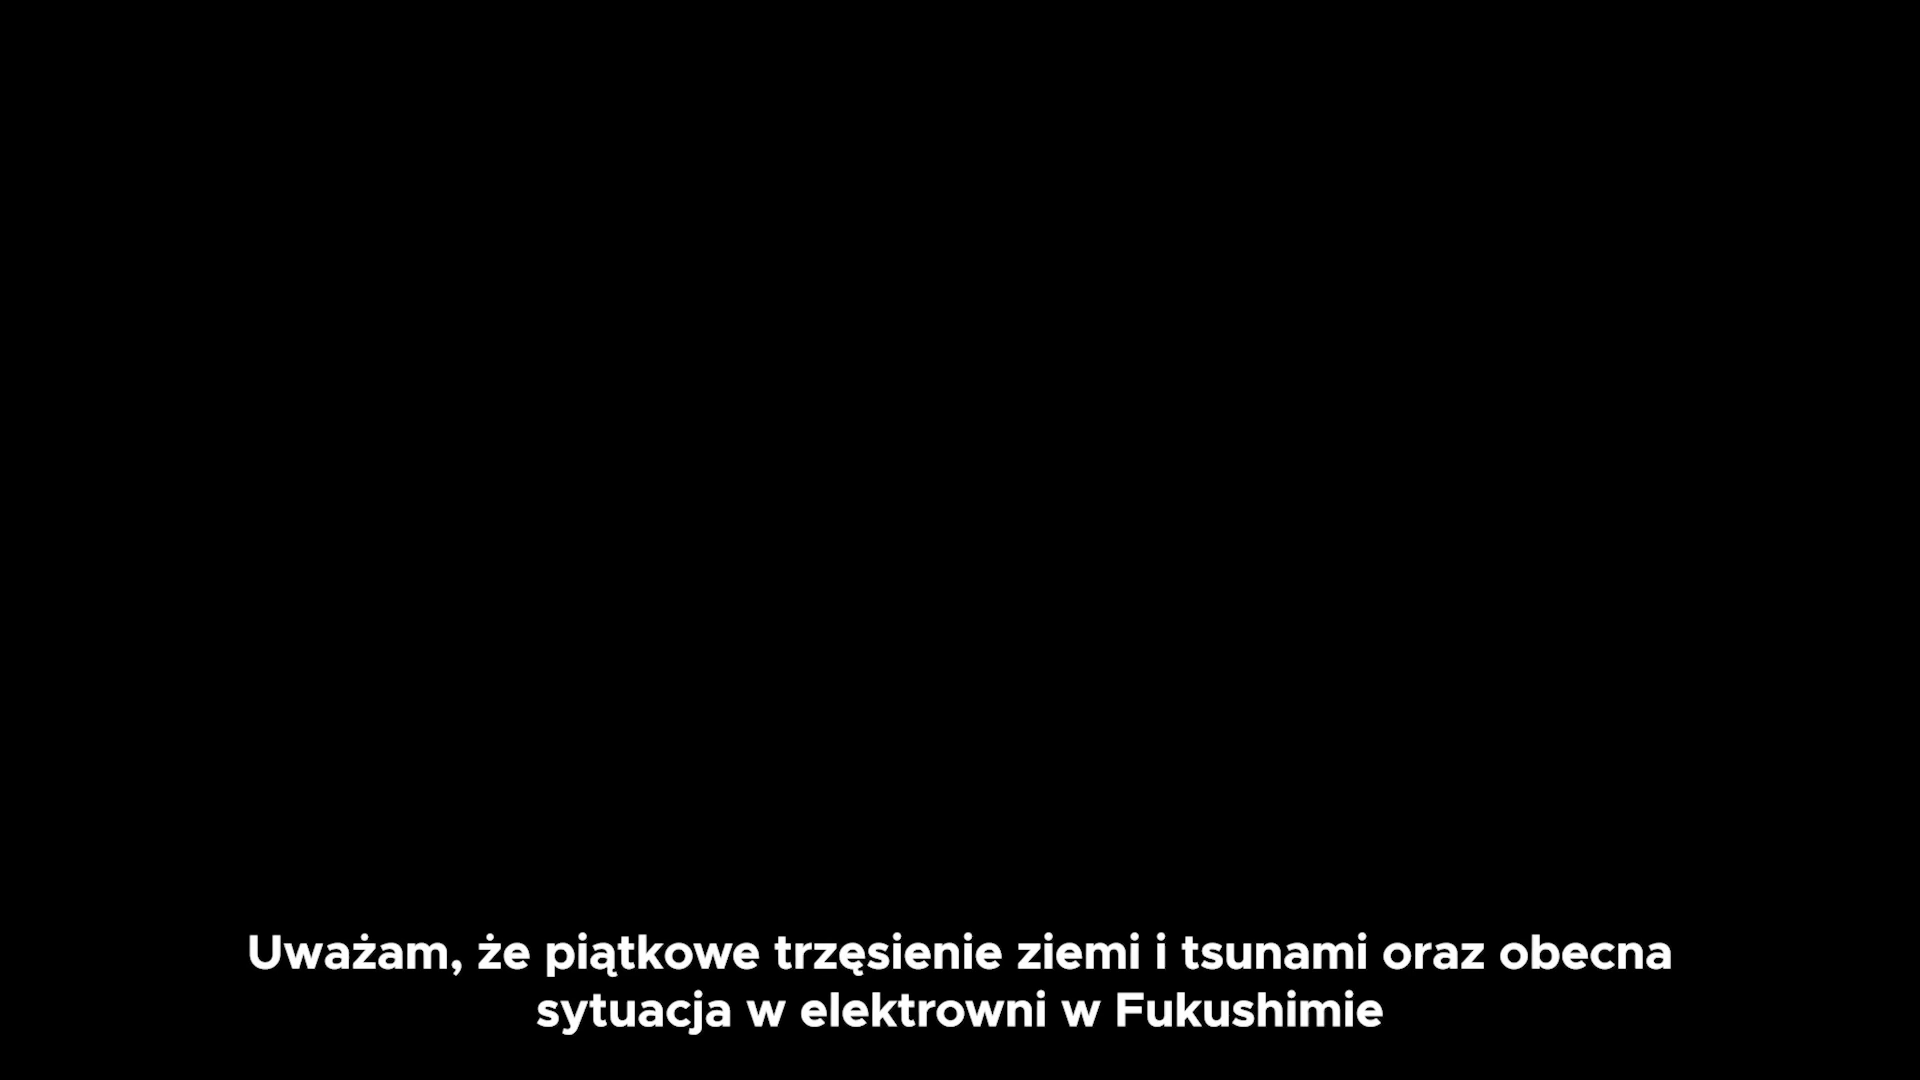 Uważam, że piątkowe trzęsienie ziemi i tsunami oraz obecna
sytuacja w elektrowni w Fukushimie